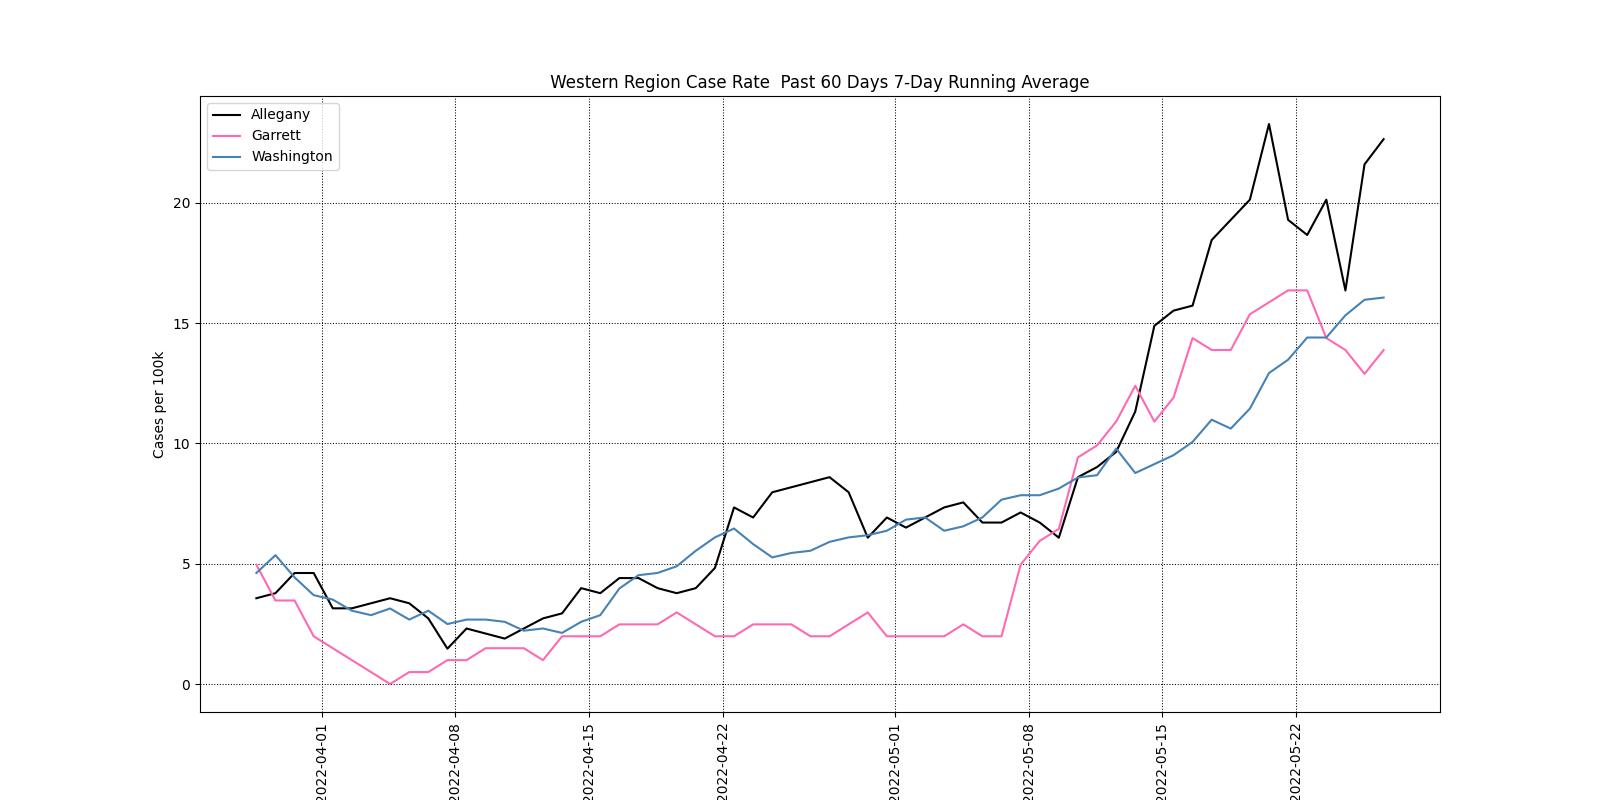 Western Region Case Rate  Past 60 Days 7-Day Running Average
Allegany
Garrett
Washington
Cases per 100k
20
15
10
5
0
2022-04-01
2022-04-08
2022-04-15
2022-04-22
2022-05-01
2022-05-08
2022-05-15
2022-05-22